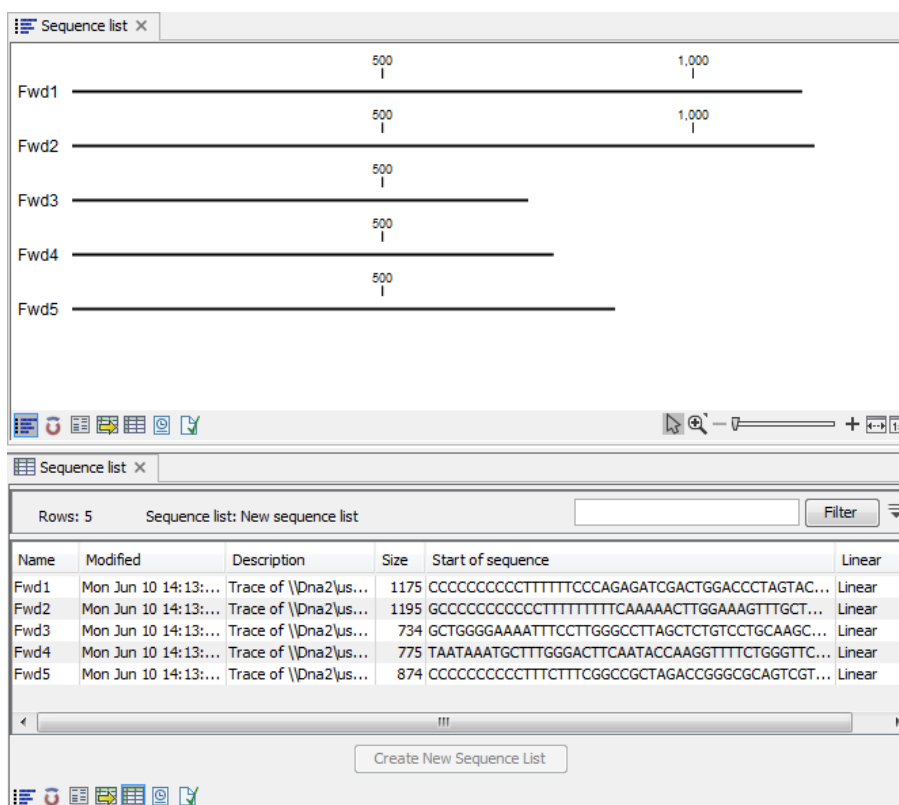 Sequence list
500 1,000
Fwd1
500 1,000
Fwd2
500
Fwd3
500
Fwd4
500
Fwd5
Sequence list
Rows: 5 Sequence list: New sequence list Filter
Name Modified Description Size Start of sequence Linear
Fwd1 Mon Jun 10 14:13:... Trace of \\Dna2\us... 1175 CCCCCCCCCCTTTTTTCCCAGAGATCGACTGGACCCTAGTAC... Linear
Fwd2 Mon Jun 10 14:13:... Trace of \\Dna2\us... 1195 GCCCCCCCCCCCTTTTTTTTTCAAAAACTTGGAAAGTTTGCT... Linear
Fwd3 Mon Jun 10 14:13:... Trace of \\Dna2\us... 734 GCTGGGGAAAATTTCCTTGGGCCTTAGCTCTGTCCTGCAAGC... Linear
Fwd4 Mon Jun 10 14:13:... Trace of \\Dna2\us... 775 TAATAAATGCTTTGGGACTTCAATACCAAGGTTTTCTGGGTTC... Linear
Fwd5 Mon Jun 10 14:13:... Trace of \\Dna2\us... 874 CCCCCCCCCCTTTCTTTCGGCCGCTAGACCGGGCGCAGTCGT... Linear
Create New Sequence List